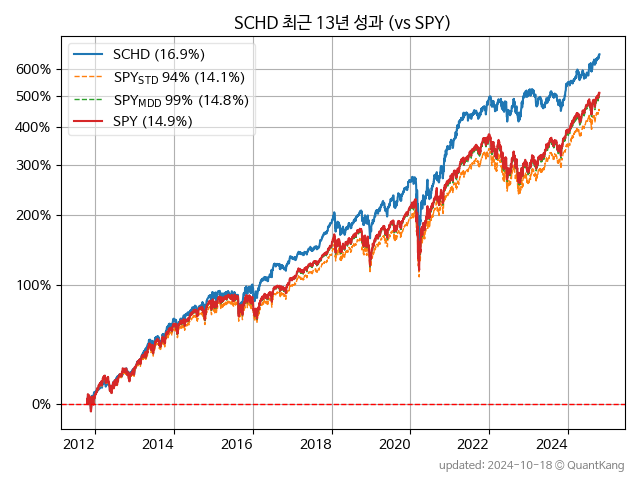 SCHD 최근 13년 성과 (vs SPY)
SCHD (16.9%)
SPY_STD 94% (14.1%)
SPY_MDD 99% (14.8%)
SPY (14.9%)
600%
500%
400%
300%
200%
100%
0%
2012 2014 2016 2018 2020 2022 2024
updated: 2024-10-18 © QuantKang